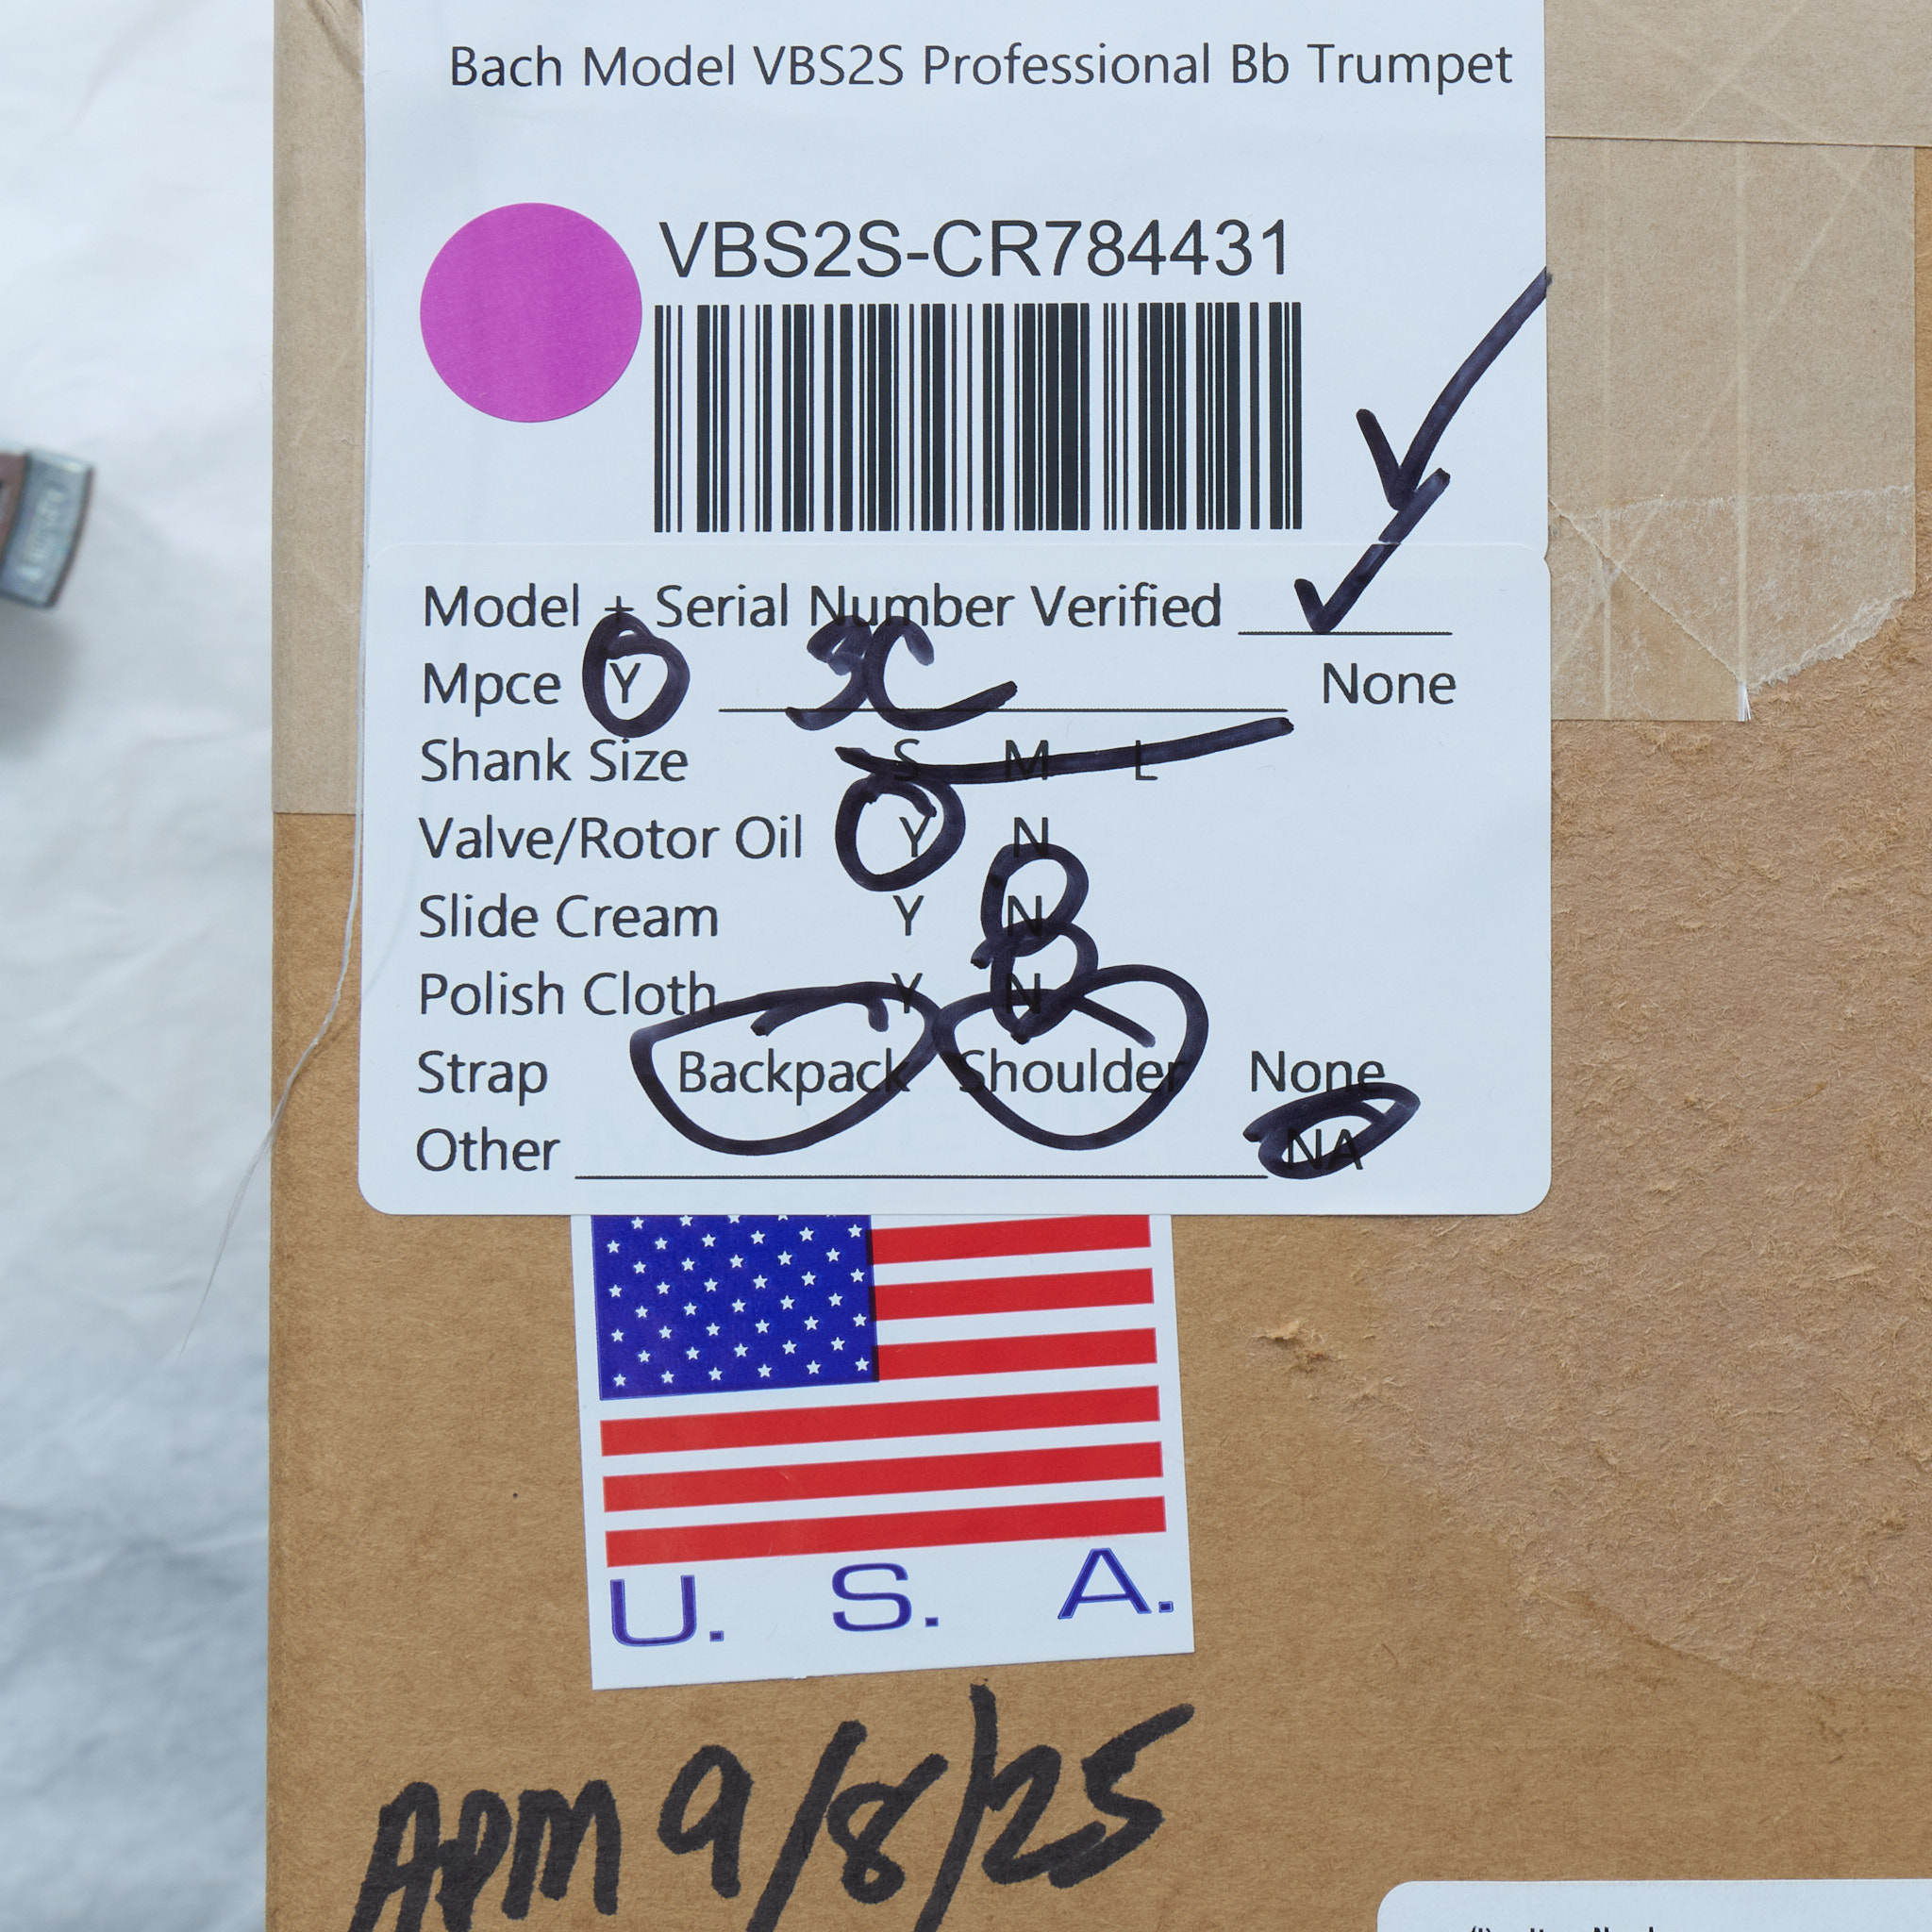 Bach Model VBS2S Professional Bb Trumpet
VBS2S-CR784431
Model + Serial Number Verified
Mpce Y 3C None
Shank Size S M L
Valve/Rotor Oil Y N
Slide Cream Y N
Polish Cloth Y N
Strap Backpack Shoulder None
Other NA
U. S. A.
APM 9/8/25